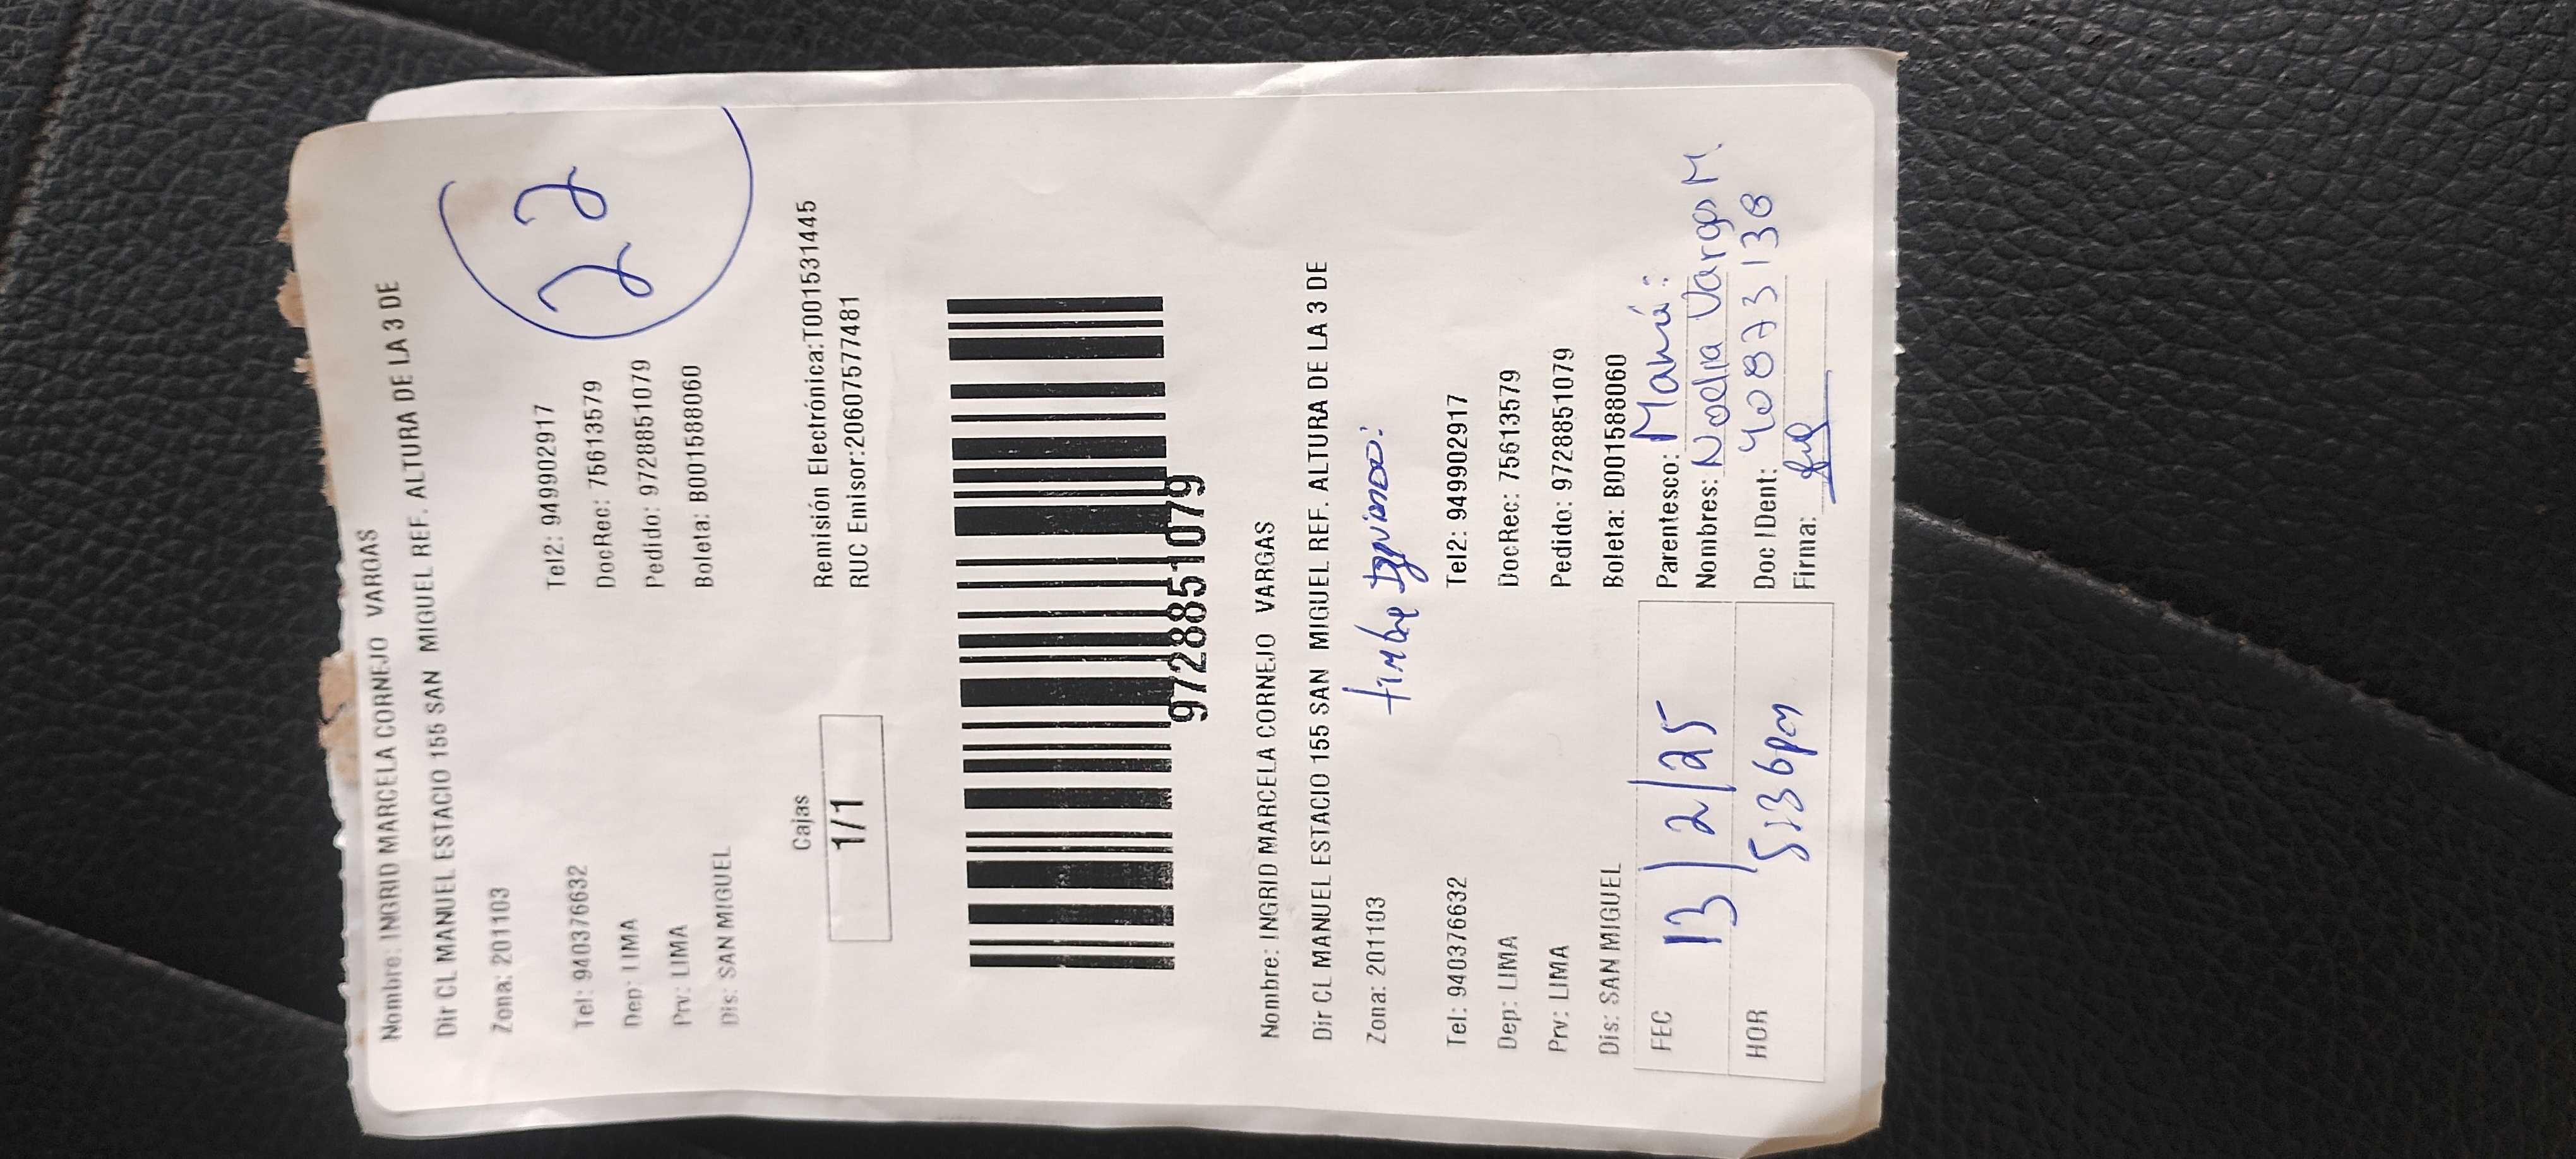 Nombre: INGRID MARCELA CORNEJO VARGAS
Dir CL MANUEL ESTACIO 155 SAN MIGUEL REF. ALTURA DE LA 3 DE
Zona: 201103
22
Tel: 940376632 Tel2: 949902917
Dep: LIMA DocRec: 75613579
Prv: LIMA Pedido: 972885 1079
Dis: SAN MIGUEL Boleta: B001588060
Cajas
1/1
Remisión Electrónica:T001531445
RUC Emisor:20607577481
9728851079
Nombre: INGRID MARCELA CORNEJO VARGAS
Dir CL MANUEL ESTACIO 155 SAN MIGUEL REF. ALTURA DE LA 3 DE
Zona: 201103
timbre
Tel: 940376632 Tel2: 949902917
Dep: LIMA DocRec: 75613579
Prv: LIMA Pedido: 9728851079
Dis: SAN MIGUEL Boleta: B001588060
FEC 13/2/25
HOR 5:36pm
Parentesco: Mamá:
Nombres: Noelia Vargas M.
Doc IDent: 40873138
Firma: